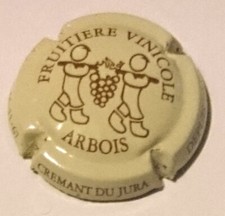 FRUITIERE VINICOLE
ARBOIS
CREMANT DU JURA